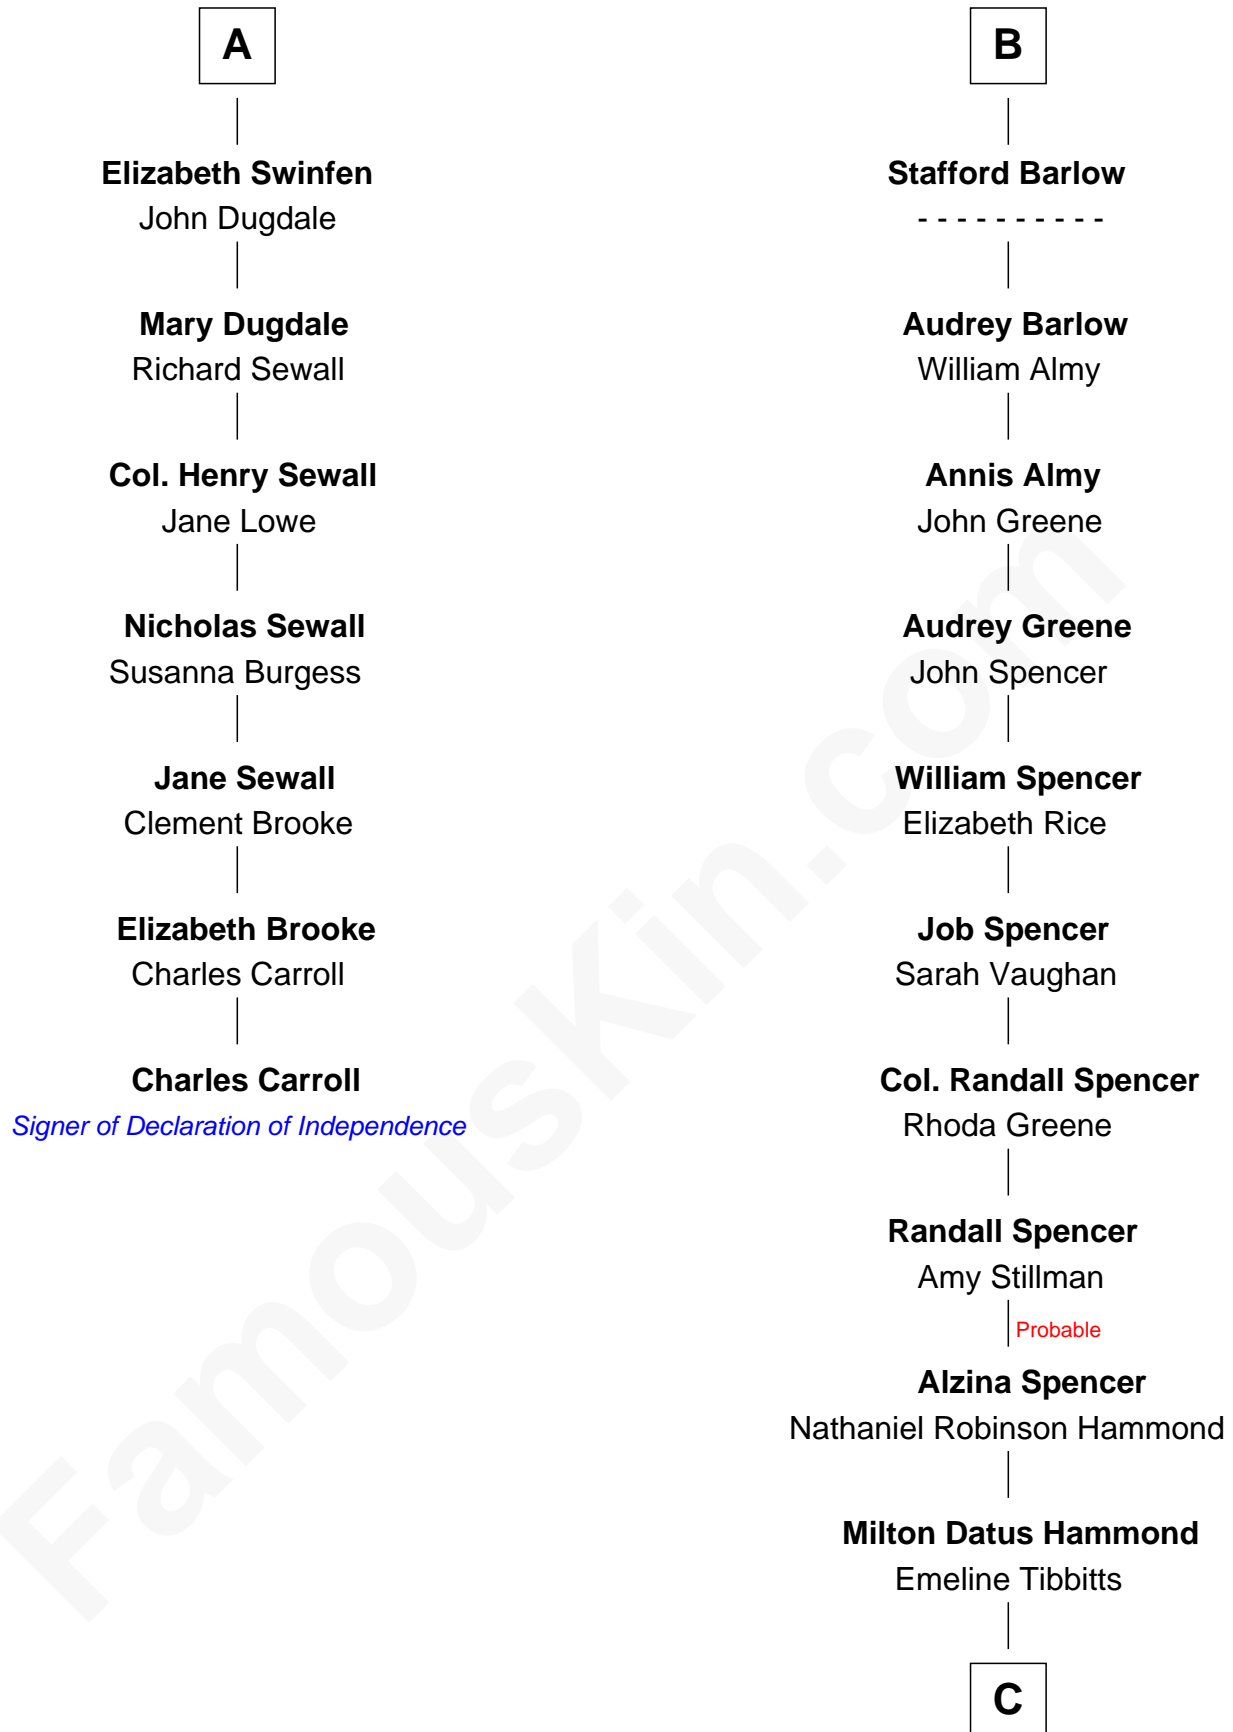 A
Elizabeth Swinfen
John Dugdale
Mary Dugdale
Richard Sewall
Col. Henry Sewall
Jane Lowe
Nicholas Sewall
Susanna Burgess
Jane Sewall
Clement Brooke
Elizabeth Brooke
Charles Carroll
Charles Carroll
Signer of Declaration of Independence
B
Stafford Barlow
- - - - - - - - - -
Audrey Barlow
William Almy
Annis Almy
John Greene
Audrey Greene
John Spencer
William Spencer
Elizabeth Rice
Job Spencer
Sarah Vaughan
Col. Randall Spencer
Rhoda Greene
Randall Spencer
Amy Stillman
Probable
Alzina Spencer
Nathaniel Robinson Hammond
Milton Datus Hammond
Emeline Tibbitts
C
FamousKin.com